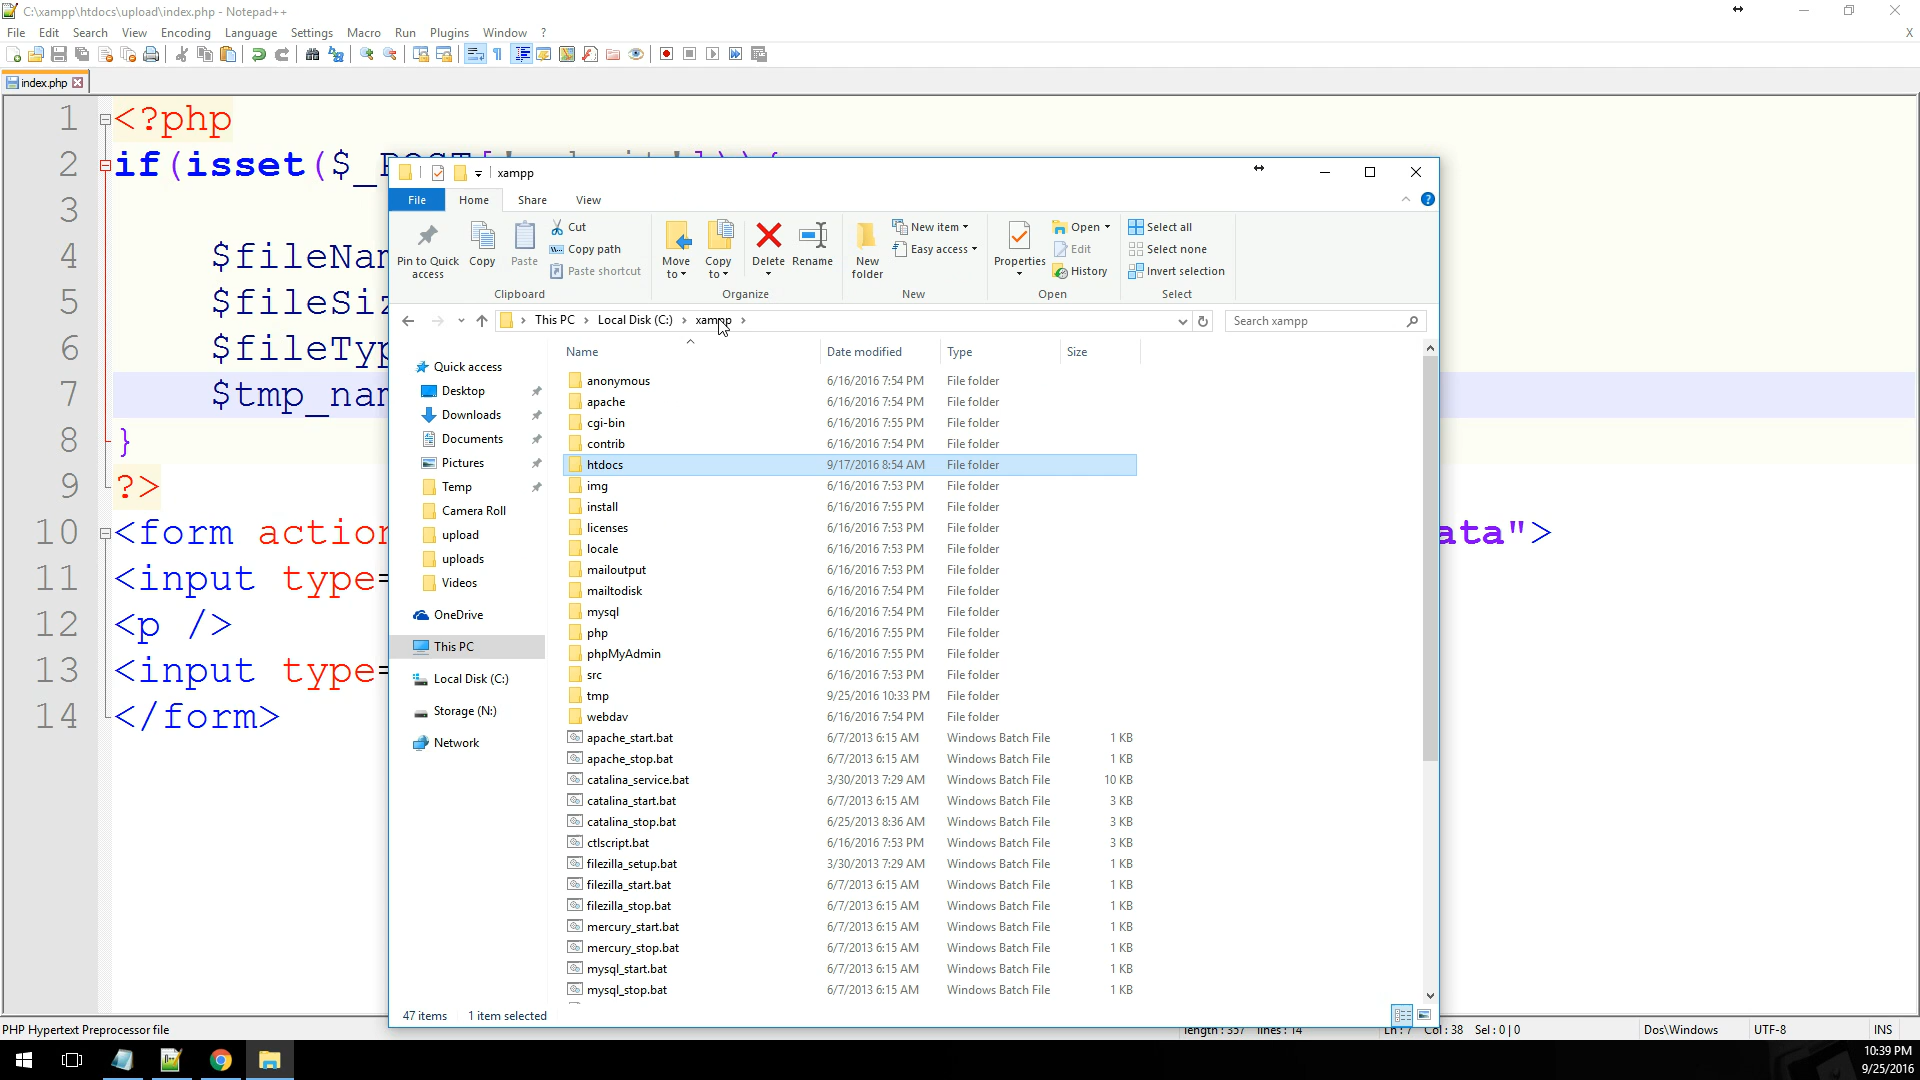 C:\xampp\htdocs\upload\index.php - Notepad++
File Edit Search View Encoding Language Settings Macro Run Plugins Window ? X
index.php
1 <?php
2 if(isset($_
3
4 $fileNam
5 $fileSiz
6 $fileTyp
7 $tmp_nam
8 }
9 ?>
10 <form action ata">
11 <input type=
12 <p />
13 <input type=
14 </form>
xampp
File Home Share View
Pin to Quick access
Copy
Paste
Cut
Copy path
Paste shortcut
Clipboard
Move to
Copy to
Delete
Rename
Organize
New folder
New item
Easy access
New
Properties
Open
Edit
History
Open
Select all
Select none
Invert selection
Select
This PC > Local Disk (C:) > xampp >
Search xampp
Name Date modified Type Size
Quick access
Desktop
Downloads
Documents
Pictures
Temp
Camera Roll
upload
uploads
Videos
OneDrive
This PC
Local Disk (C:)
Storage (N:)
Network
anonymous 6/16/2016 7:54 PM File folder
apache 6/16/2016 7:54 PM File folder
cgi-bin 6/16/2016 7:55 PM File folder
contrib 6/16/2016 7:54 PM File folder
htdocs 9/17/2016 8:54 AM File folder
img 6/16/2016 7:53 PM File folder
install 6/16/2016 7:55 PM File folder
licenses 6/16/2016 7:53 PM File folder
locale 6/16/2016 7:53 PM File folder
mailoutput 6/16/2016 7:53 PM File folder
mailtodisk 6/16/2016 7:54 PM File folder
mysql 6/16/2016 7:54 PM File folder
php 6/16/2016 7:55 PM File folder
phpMyAdmin 6/16/2016 7:55 PM File folder
src 6/16/2016 7:53 PM File folder
tmp 9/25/2016 10:33 PM File folder
webdav 6/16/2016 7:54 PM File folder
apache_start.bat 6/7/2013 6:15 AM Windows Batch File 1 KB
apache_stop.bat 6/7/2013 6:15 AM Windows Batch File 1 KB
catalina_service.bat 3/30/2013 7:29 AM Windows Batch File 10 KB
catalina_start.bat 6/7/2013 6:15 AM Windows Batch File 3 KB
catalina_stop.bat 6/25/2013 8:36 AM Windows Batch File 3 KB
ctlscript.bat 6/16/2016 7:53 PM Windows Batch File 3 KB
filezilla_setup.bat 3/30/2013 7:29 AM Windows Batch File 1 KB
filezilla_start.bat 6/7/2013 6:15 AM Windows Batch File 1 KB
filezilla_stop.bat 6/7/2013 6:15 AM Windows Batch File 1 KB
mercury_start.bat 6/7/2013 6:15 AM Windows Batch File 1 KB
mercury_stop.bat 6/7/2013 6:15 AM Windows Batch File 1 KB
mysql_start.bat 6/7/2013 6:15 AM Windows Batch File 1 KB
mysql_stop.bat 6/7/2013 6:15 AM Windows Batch File 1 KB
47 items 1 item selected
PHP Hypertext Preprocessor file length : 357 lines : 14 Ln : 7 Col : 38 Sel : 0 | 0 Dos\Windows UTF-8 INS
10:39 PM
9/25/2016